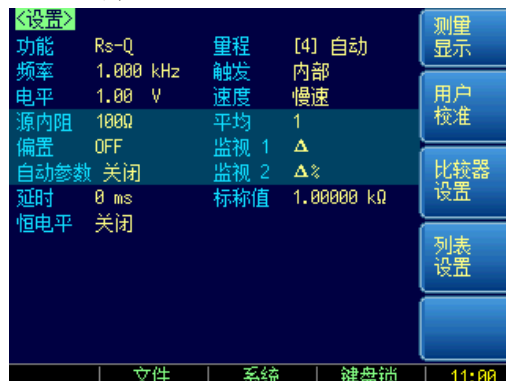 <设置>
功能 Rs-Q 量程 [4] 自动
频率 1.000 kHz 触发 内部
电平 1.00 V 速度 慢速
源内阻 100Ω 平均 1
偏置 OFF 监视 1 Δ
自动参数 关闭 监视 2 Δ%
延时 0 ms 标称值 1.00000 kΩ
恒电平 关闭
测量
显示
用户
校准
比较器
设置
列表
设置
文件 系统 键盘锁 11:00